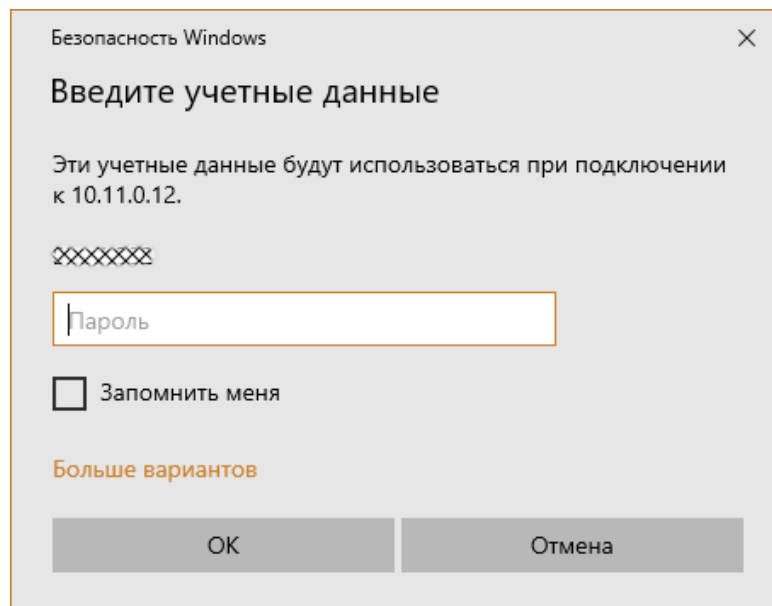 Безопасность Windows
Введите учетные данные
Эти учетные данные будут использоваться при подключении
к 10.11.0.12.
Пароль
Запомнить меня
Больше вариантов
ОК
Отмена